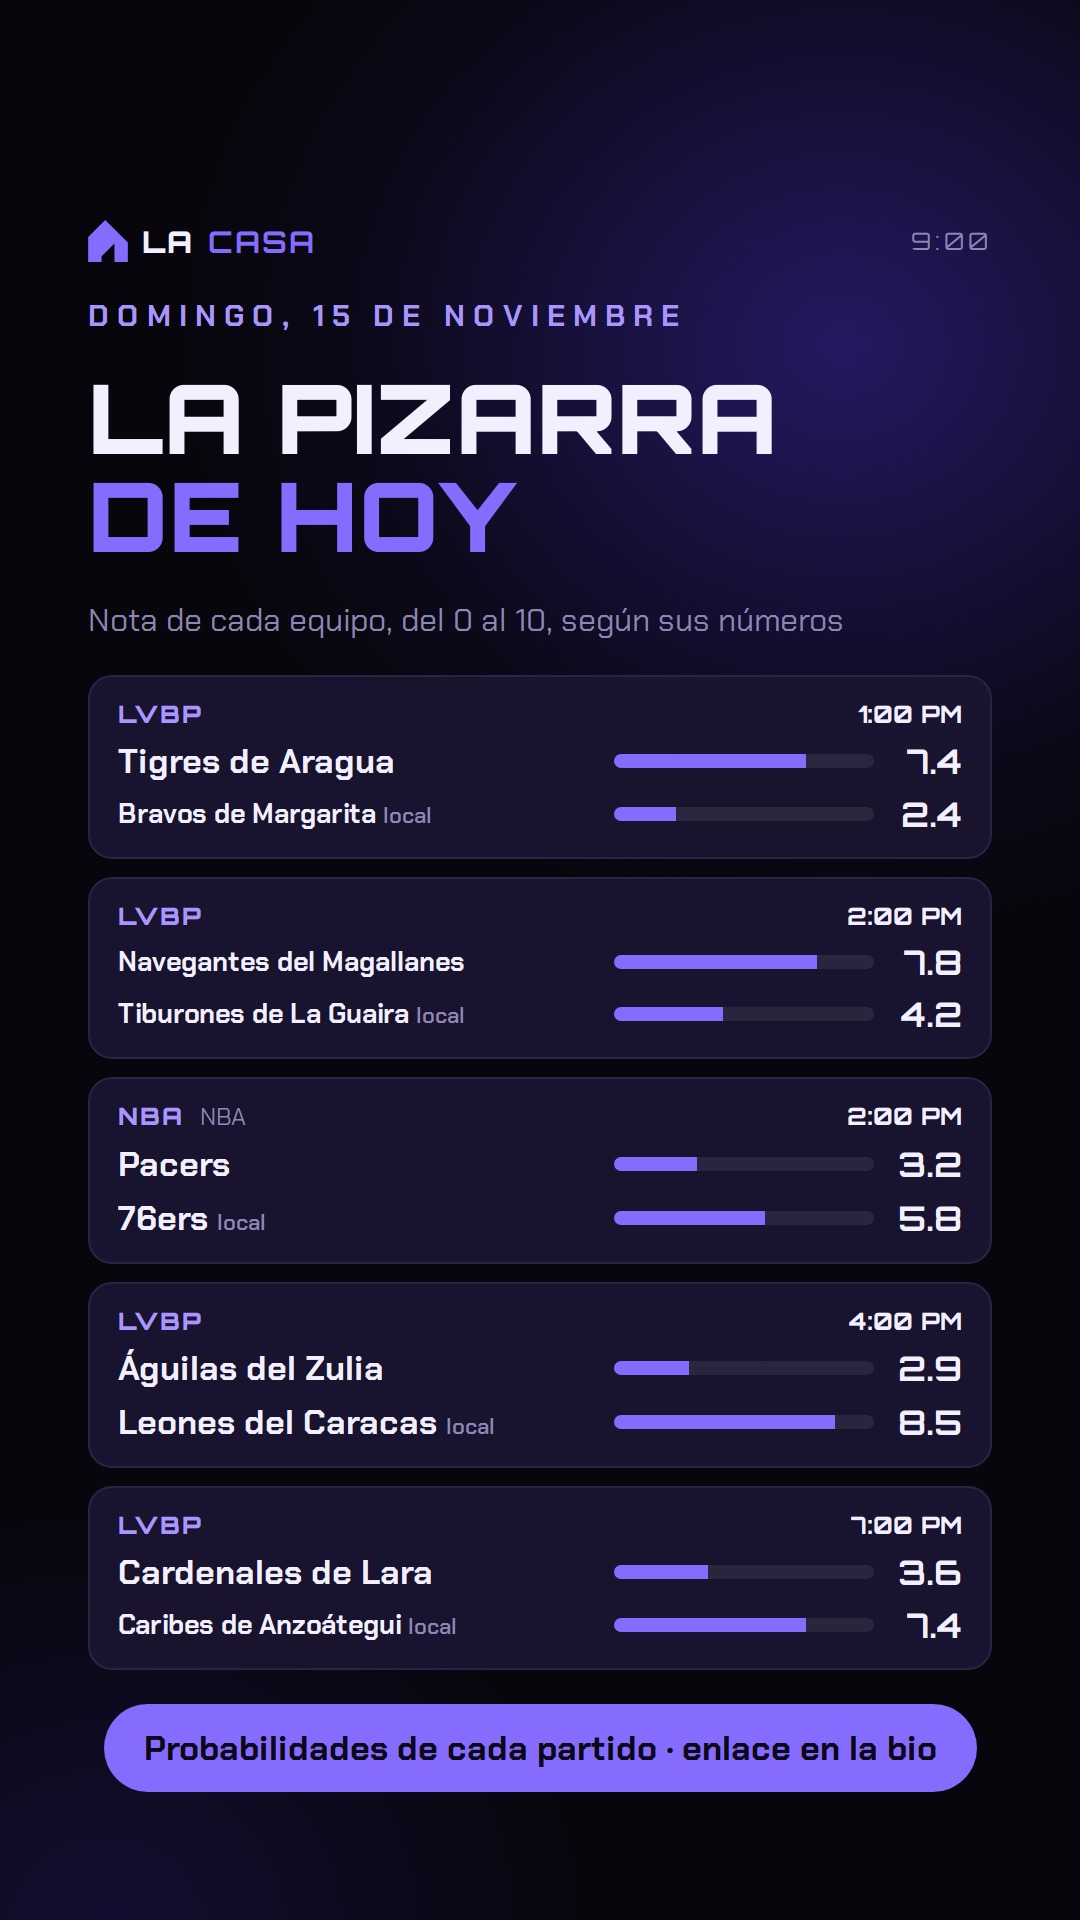 LA CASA 9:00
DOMINGO, 15 DE NOVIEMBRE
LA PIZARRA
DE HOY
Nota de cada equipo, del 0 al 10, según sus números
LVBP 1:00 PM
Tigres de Aragua 7.4
Bravos de Margarita local 2.4
LVBP 2:00 PM
Navegantes del Magallanes 7.8
Tiburones de La Guaira local 4.2
NBA NBA 2:00 PM
Pacers 3.2
76ers local 5.8
LVBP 4:00 PM
Águilas del Zulia 2.9
Leones del Caracas local 8.5
LVBP 7:00 PM
Cardenales de Lara 3.6
Caribes de Anzoátegui local 7.4
Probabilidades de cada partido · enlace en la bio